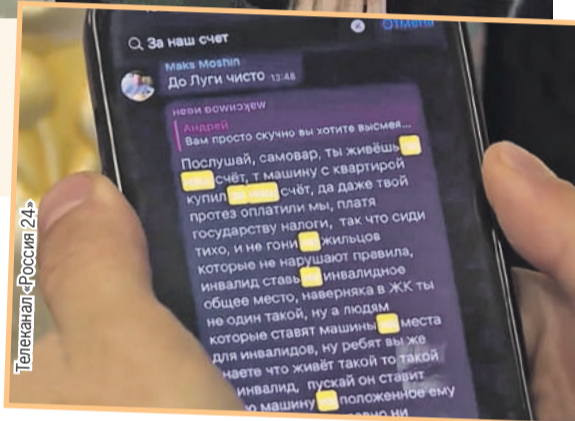 За наш счет
Отмена
Maks Moshin
До Луги чисто 13:48
Андрей
Вам просто скучно вы хотите высмея...
Послушай, самовар, ты живёшь за
наш счёт, т машину с квартирой
купил за наш счёт, да даже твой
протез оплатили мы, платя
государству налоги, так что сиди
тихо, и не гони на жильцов
которые не нарушают правила,
инвалид ставь на инвалидное
общее место, наверняка в ЖК ты
не один такой, ну а людям
которые ставят машины на места
для инвалидов, ну ребят вы же
наете что живёт такой то такой
инвалид, пускай он ставит
ю машину на положенное ему
ни
Телеканал «Россия 24»